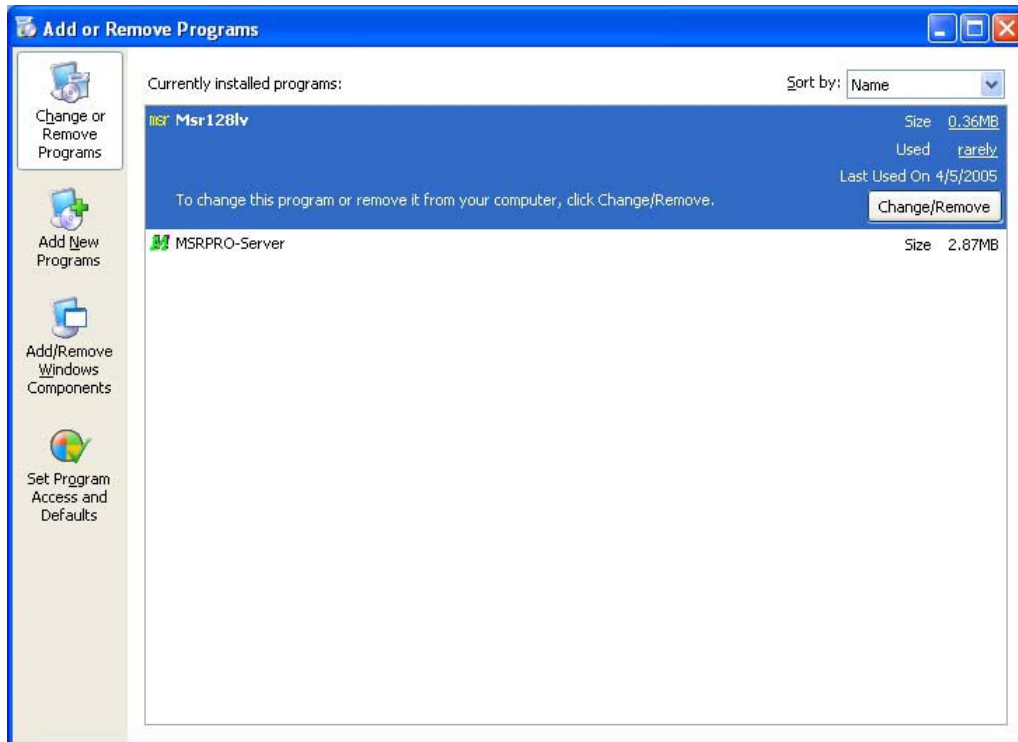 Add or Remove Programs
Change or
Remove
Programs
Add New
Programs
Add/Remove
Windows
Components
Set Program
Access and
Defaults
Currently installed programs:
Sort by: Name
msr Msr128lv
Size 0.36MB
Used rarely
Last Used On 4/5/2005
To change this program or remove it from your computer, click Change/Remove.
Change/Remove
MSRPRO-Server
Size 2.87MB